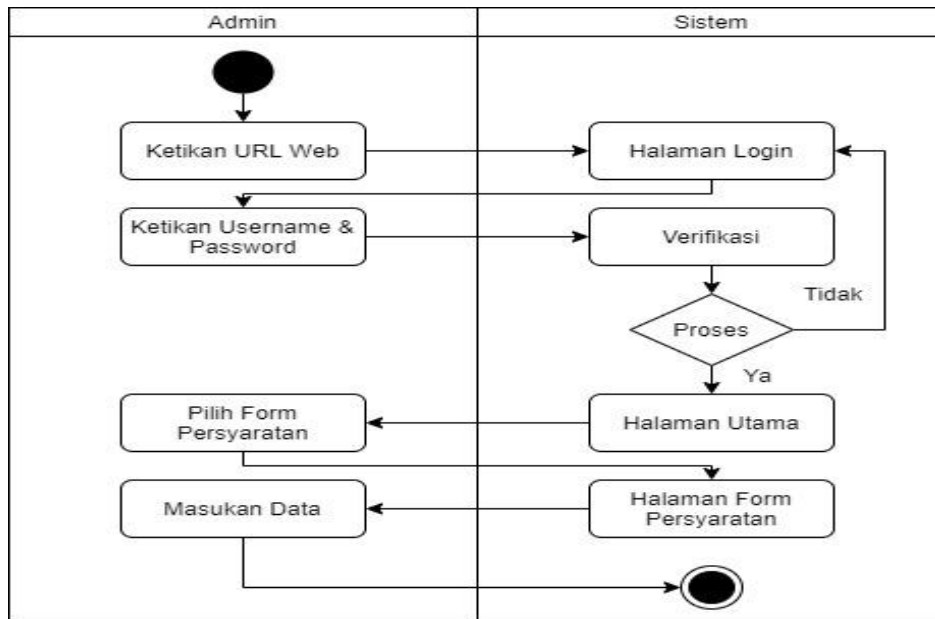 Admin
Sistem
Ketikan URL Web
Halaman Login
Ketikan Username &
Password
Verifikasi
Tidak
Proses
Ya
Pilih Form
Persyaratan
Halaman Utama
Masukan Data
Halaman Form
Persyaratan